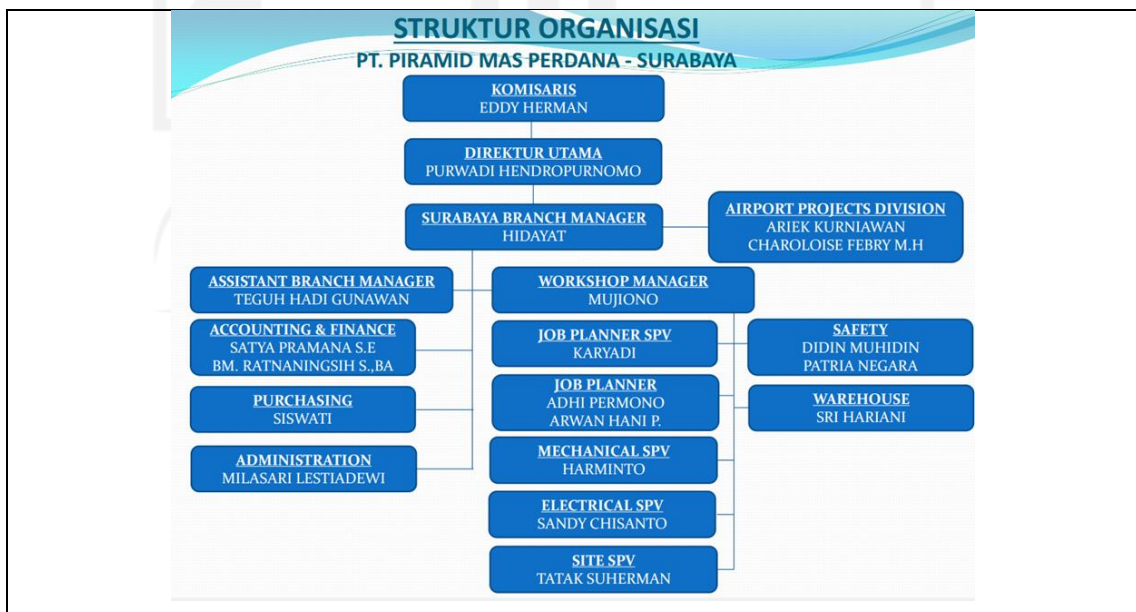 STRUKTUR ORGANISASI
PT. PIRAMID MAS PERDANA - SURABAYA
KOMISARIS
EDDY HERMAN
DIREKTUR UTAMA
PURWADI HENDROPURNOMO
SURABAYA BRANCH MANAGER
HIDAYAT
AIRPORT PROJECTS DIVISION
ARIEK KURNIAWAN
CHAROLOISE FEBRY M.H
ASSISTANT BRANCH MANAGER
TEGUH HADI GUNAWAN
WORKSHOP MANAGER
MUJIONO
ACCOUNTING & FINANCE
SATYA PRAMANA S.E
BM. RATNANINGSIH S.,BA
JOB PLANNER SPV
KARYADI
SAFETY
DIDIN MUHIDIN
PATRIA NEGARA
PURCHASING
SISWATI
JOB PLANNER
ADHI PERMONO
ARWAN HANI P.
WAREHOUSE
SRI HARIANI
ADMINISTRATION
MILASARI LESTIADEWI
MECHANICAL SPV
HARMINTO
ELECTRICAL SPV
SANDY CHISANTO
SITE SPV
TATAK SUHERMAN